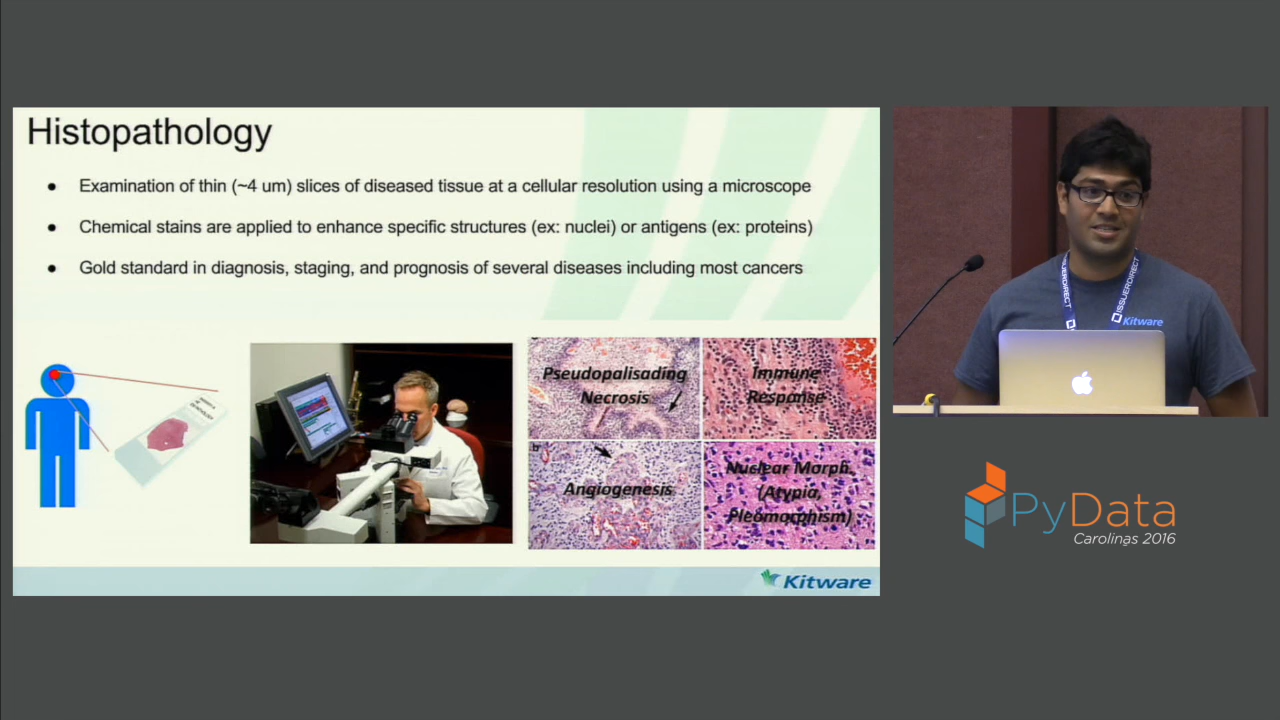 Histopathology
● Examination of thin (~4 um) slices of diseased tissue at a cellular resolution using a microscope
● Chemical stains are applied to enhance specific structures (ex: nuclei) or antigens (ex: proteins)
● Gold standard in diagnosis, staging, and prognosis of several diseases including most cancers
Pseudopalisading
Necrosis
Immune
Response
b
Angiogenesis
Nuclear Morph.
(Atypia,
Pleomorphism)
Kitware
ISSUERDIRECT
ISSUERDIRECT
Kitware
PyData
Carolinas 2016